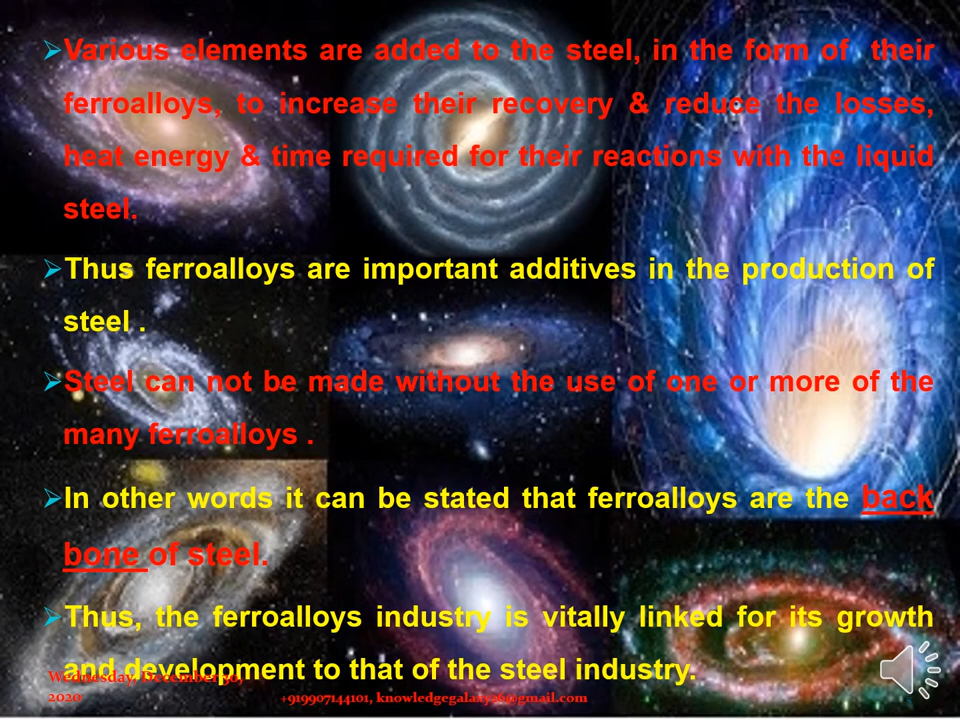 ➢Various elements are added to the steel, in the form of their
ferroalloys, to increase their recovery & reduce the losses,
heat energy & time required for their reactions with the liquid
steel.
➢Thus ferroalloys are important additives in the production of
steel .
➢Steel can not be made without the use of one or more of the
many ferroalloys .
➢In other words it can be stated that ferroalloys are the back
bone of steel.
➢Thus, the ferroalloys industry is vitally linked for its growth
and development to that of the steel industry.
Wednesday, December 30,
2020
+919907144101,